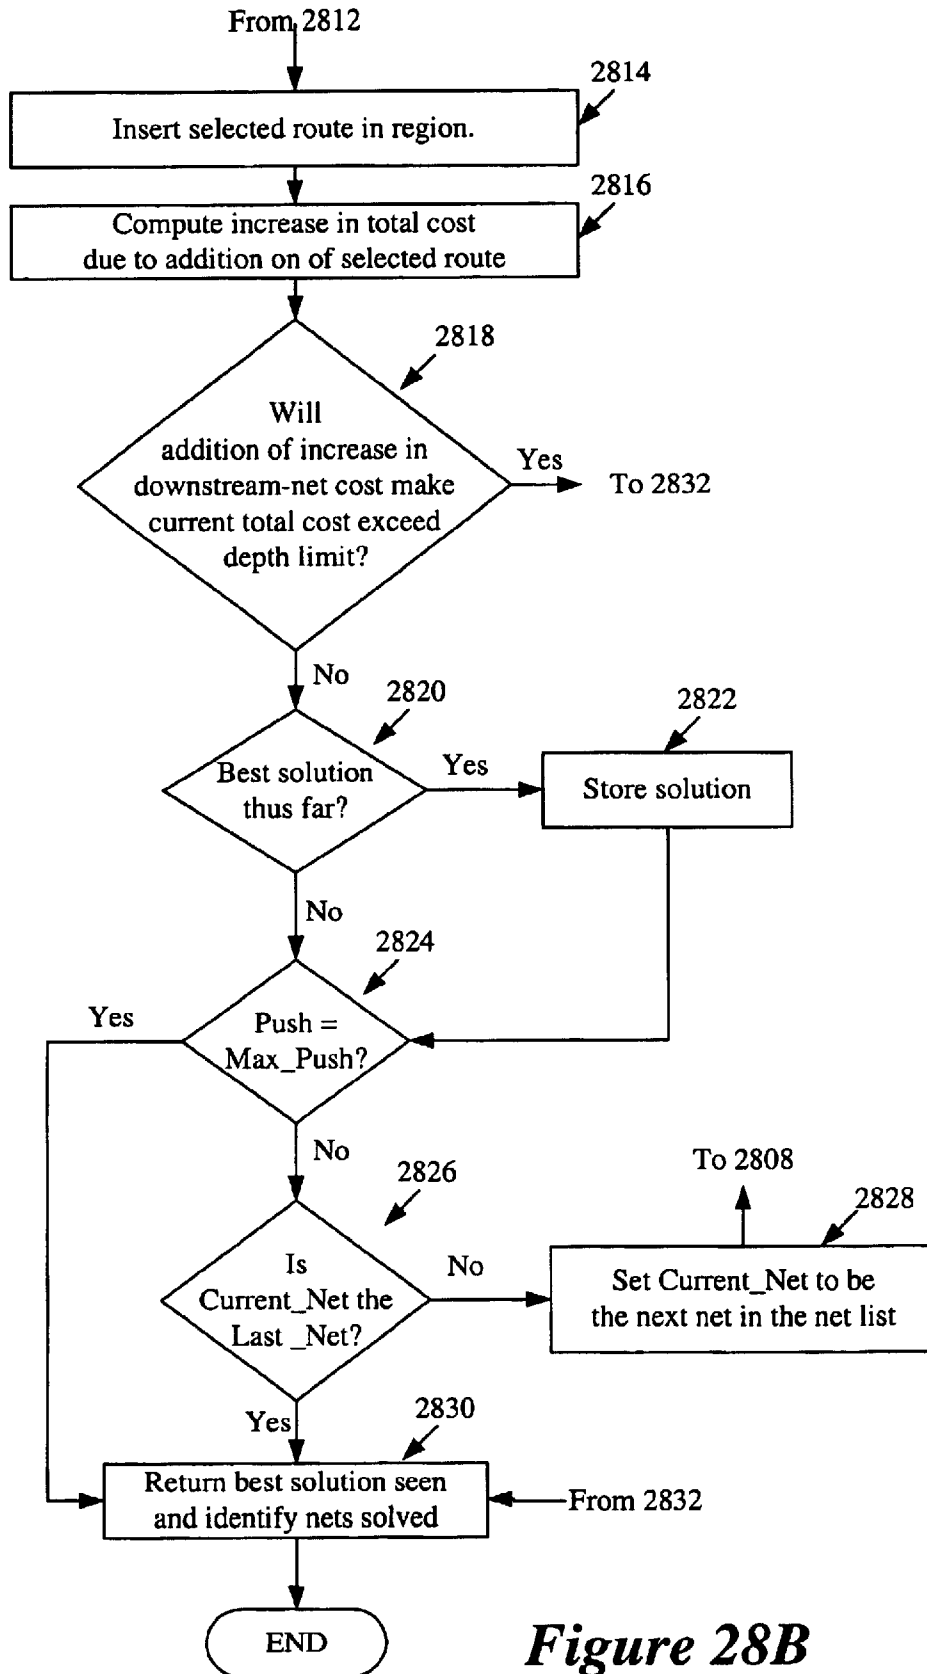 From 2812
2814
Insert selected route in region.
2816
Compute increase in total cost
due to addition on of selected route
2818
Will
addition of increase in
downstream-net cost make
current total cost exceed
depth limit?
Yes
To 2832
No
2820
Best solution
thus far?
Yes
2822
Store solution
No
2824
Push =
Max_Push?
Yes
No
2826
Is
Current_Net the
Last _Net?
No
To 2808
2828
Set Current_Net to be
the next net in the net list
Yes
2830
Return best solution seen
and identify nets solved
From 2832
END
Figure 28B